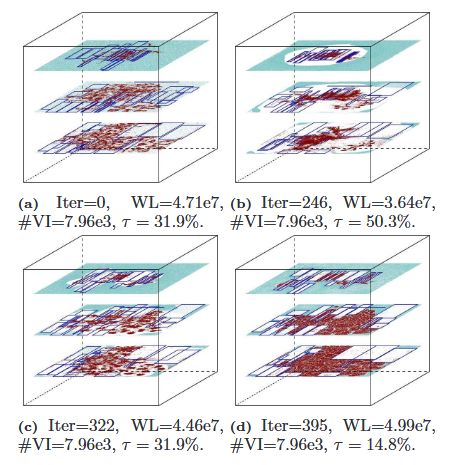 (a) Iter=0, WL=4.71e7,
#VI=7.96e3, τ = 31.9%.
(b) Iter=246, WL=3.64e7,
#VI=7.96e3, τ = 50.3%.
(c) Iter=322, WL=4.46e7,
#VI=7.96e3, τ = 31.9%.
(d) Iter=395, WL=4.99e7,
#VI=7.96e3, τ = 14.8%.